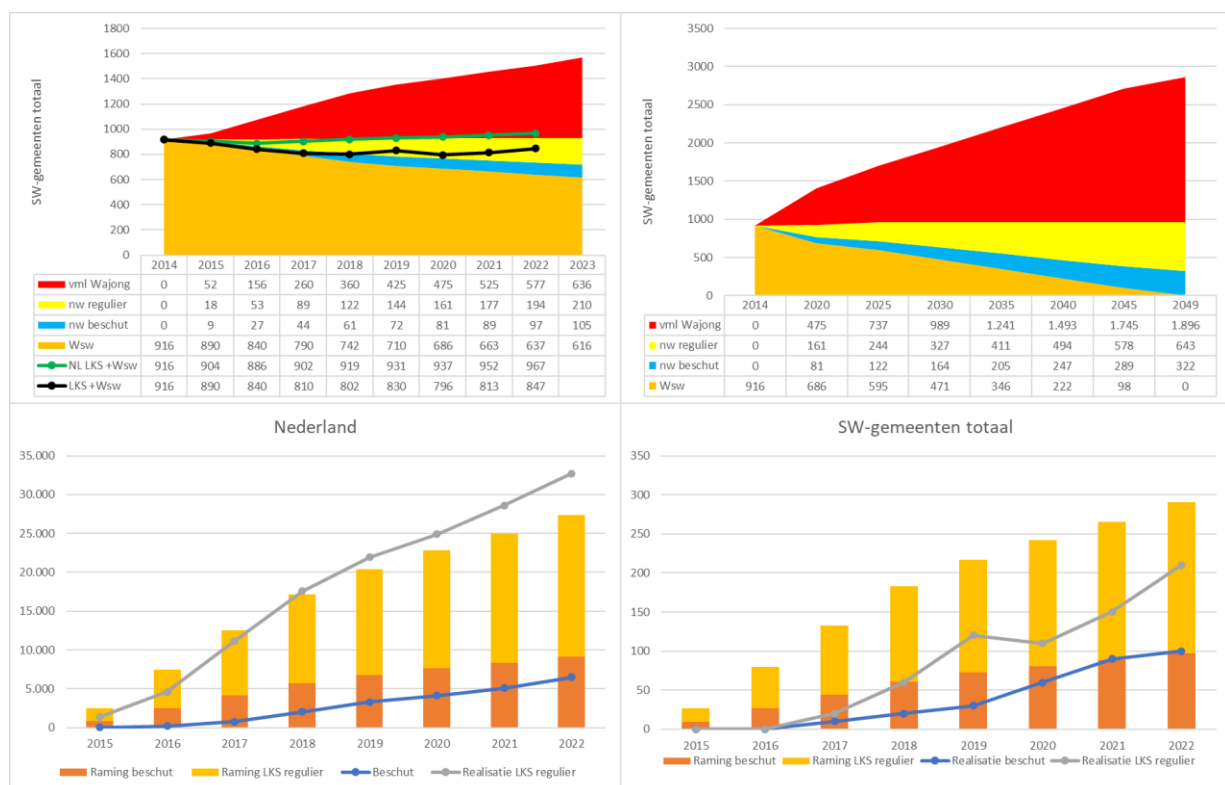 SW-gemeenten totaal
1800
1600
1400
1200
1000
800
600
400
200
0
2014 2015 2016 2017 2018 2019 2020 2021 2022 2023
vml Wajong 0 52 156 260 360 425 475 525 577 636
nw regulier 0 18 53 89 122 144 161 177 194 210
nw beschut 0 9 27 44 61 72 81 89 97 105
Wsw 916 890 840 790 742 710 686 663 637 616
NL LKS +Wsw 916 904 886 902 919 931 937 952 967
LKS +Wsw 916 890 840 810 802 830 796 813 847
SW-gemeenten totaal
3500
3000
2500
2000
1500
1000
500
0
2014 2020 2025 2030 2035 2040 2045 2049
vml Wajong 0 475 737 989 1.241 1.493 1.745 1.896
nw regulier 0 161 244 327 411 494 578 643
nw beschut 0 81 122 164 205 247 289 322
Wsw 916 686 595 471 346 222 98 0
Nederland
35.000
30.000
25.000
20.000
15.000
10.000
5.000
0
2015 2016 2017 2018 2019 2020 2021 2022
Raming beschut Raming LKS regulier Beschut Realisatie LKS regulier
SW-gemeenten totaal
350
300
250
200
150
100
50
0
2015 2016 2017 2018 2019 2020 2021 2022
Raming beschut Raming LKS regulier Realisatie beschut Realisatie LKS regulier